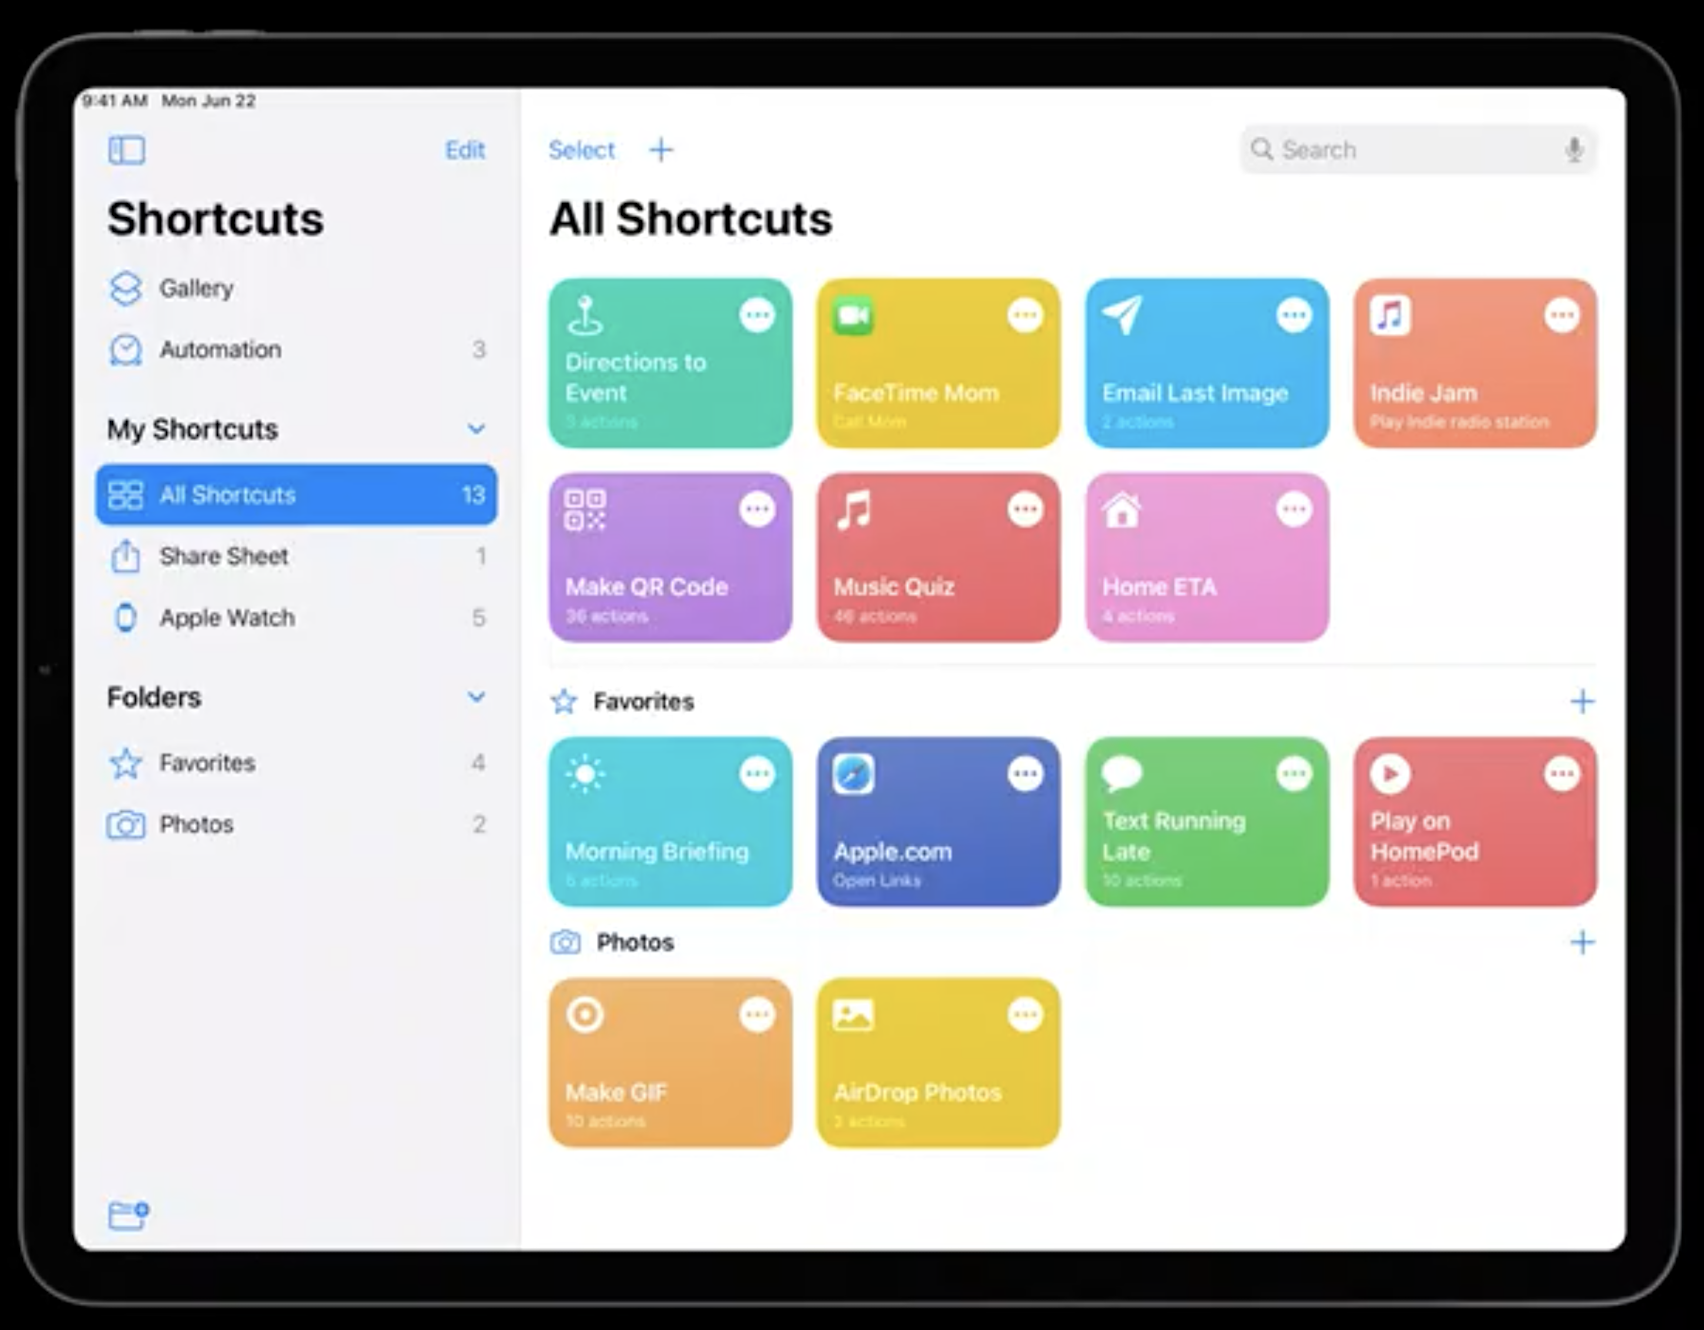 9:41 AM Mon Jun 22
Edit
Shortcuts
Gallery
Automation 3
My Shortcuts
All Shortcuts 13
Share Sheet 1
Apple Watch 5
Folders
Favorites 4
Photos 2
Select +
Search
All Shortcuts
Directions to
Event
3 actions
FaceTime Mom
Call Mom
Email Last Image
2 actions
Indie Jam
Play Indie radio station
Make QR Code
36 actions
Music Quiz
46 actions
Home ETA
4 actions
Favorites
Morning Briefing
6 actions
Apple.com
Open Links
Text Running
Late
10 actions
Play on
HomePod
1 action
Photos
Make GIF
10 actions
AirDrop Photos
3 actions